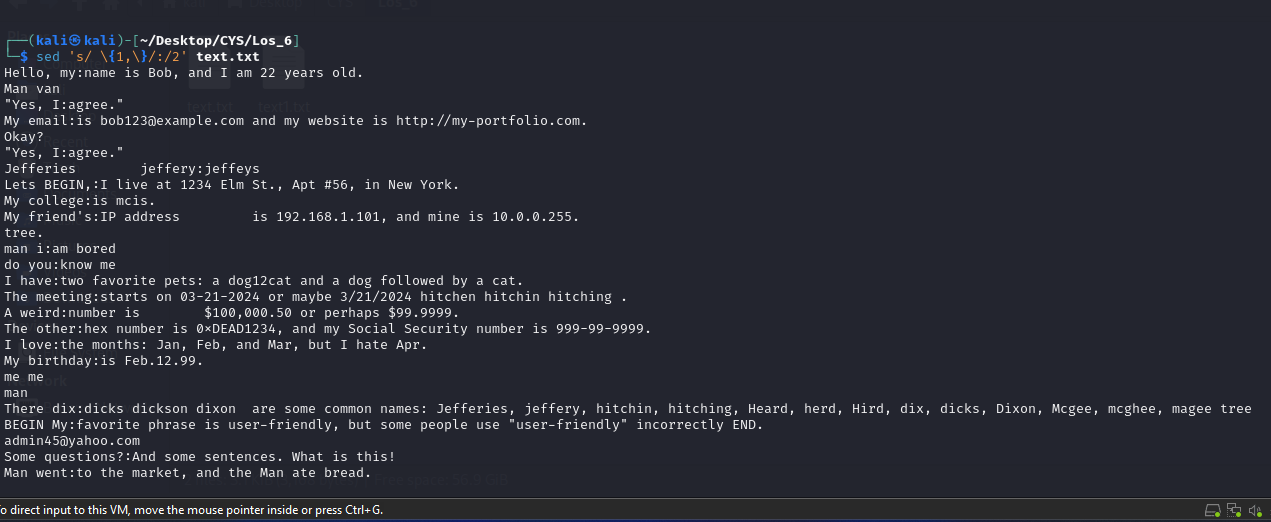 (kali㉿kali)-[~/Desktop/CYS/Los_6]
$ sed 's/ \{1,\}/:/2' text.txt
Hello, my:name is Bob, and I am 22 years old.
Man van
"Yes, I:agree."
My email:is bob123@example.com and my website is http://my-portfolio.com.
Okay?
"Yes, I:agree."
Jefferies        jeffery:jeffeys
Lets BEGIN,:I live at 1234 Elm St., Apt #56, in New York.
My college:is mcis.
My friend's:IP address         is 192.168.1.101, and mine is 10.0.0.255.
tree.
man i:am bored
do you:know me
I have:two favorite pets: a dog12cat and a dog followed by a cat.
The meeting:starts on 03-21-2024 or maybe 3/21/2024 hitchen hitchin hitching .
A weird:number is        $100,000.50 or perhaps $99.9999.
The other:hex number is 0×DEAD1234, and my Social Security number is 999-99-9999.
I love:the months: Jan, Feb, and Mar, but I hate Apr.
My birthday:is Feb.12.99.
me me
man
There dix:dicks dickson dixon  are some common names: Jefferies, jeffery, hitchin, hitching, Heard, herd, Hird, dix, dicks, Dixon, Mcgee, mcghee, magee tree
BEGIN My:favorite phrase is user-friendly, but some people use "user-friendly" incorrectly END.
admin45@yahoo.com
Some questions?:And some sentences. What is this!
Man went:to the market, and the Man ate bread.
To direct input to this VM, move the mouse pointer inside or press Ctrl+G.